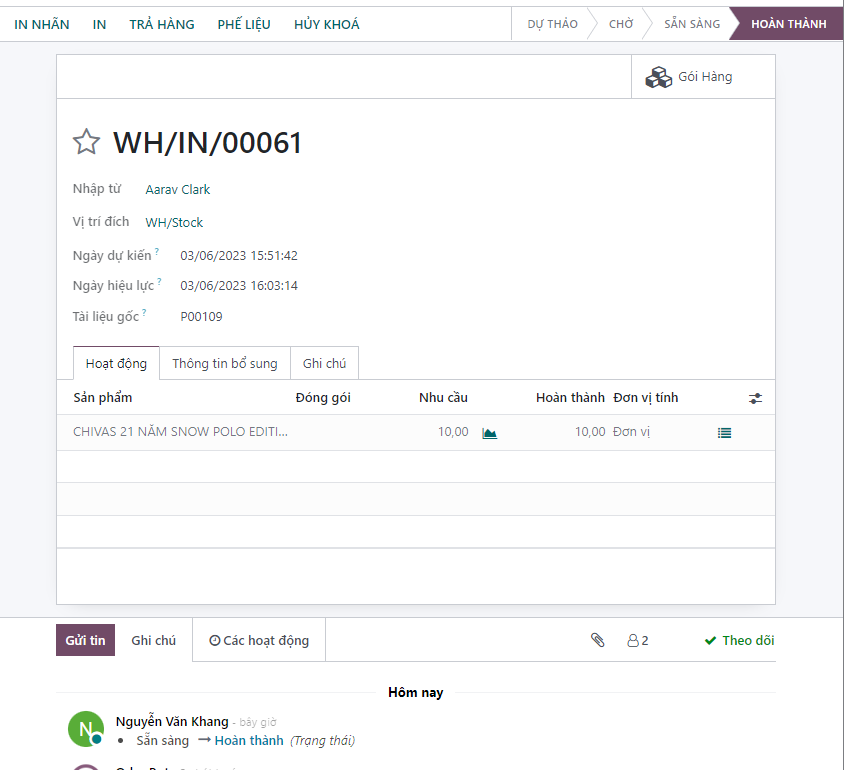 IN NHÃN IN TRẢ HÀNG PHẾ LIỆU HỦY KHOÁ DỰ THẢO CHỜ SẴN SÀNG HOÀN THÀNH
Gói Hàng
WH/IN/00061
Nhập từ Aarav Clark
Vị trí đích WH/Stock
Ngày dự kiến ? 03/06/2023 15:51:42
Ngày hiệu lực ? 03/06/2023 16:03:14
Tài liệu gốc ? P00109
Hoạt động Thông tin bổ sung Ghi chú
Sản phẩm Đóng gói Nhu cầu Hoàn thành Đơn vị tính
CHIVAS 21 NĂM SNOW POLO EDITI... 10,00 10,00 Đơn vị
Gửi tin Ghi chú Các hoạt động 2 Theo dõi
Hôm nay
N Nguyễn Văn Khang - bây giờ
• Sẵn sàng → Hoàn thành (Trạng thái)